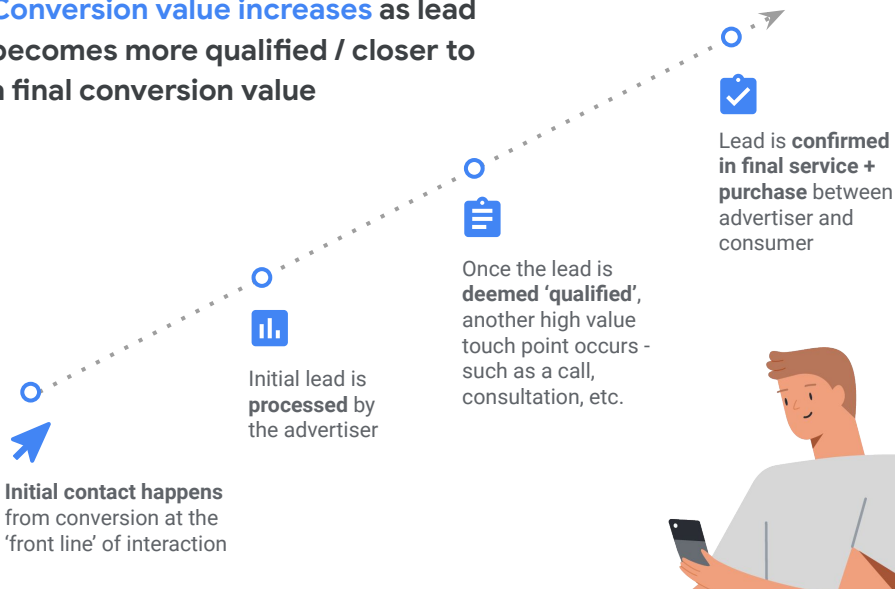 Conversion value increases as lead
becomes more qualified / closer to
a final conversion value
Initial contact happens
from conversion at the
‘front line’ of interaction
Initial lead is
processed by
the advertiser
Once the lead is
deemed ‘qualified’,
another high value
touch point occurs -
such as a call,
consultation, etc.
Lead is confirmed
in final service +
purchase between
advertiser and
consumer